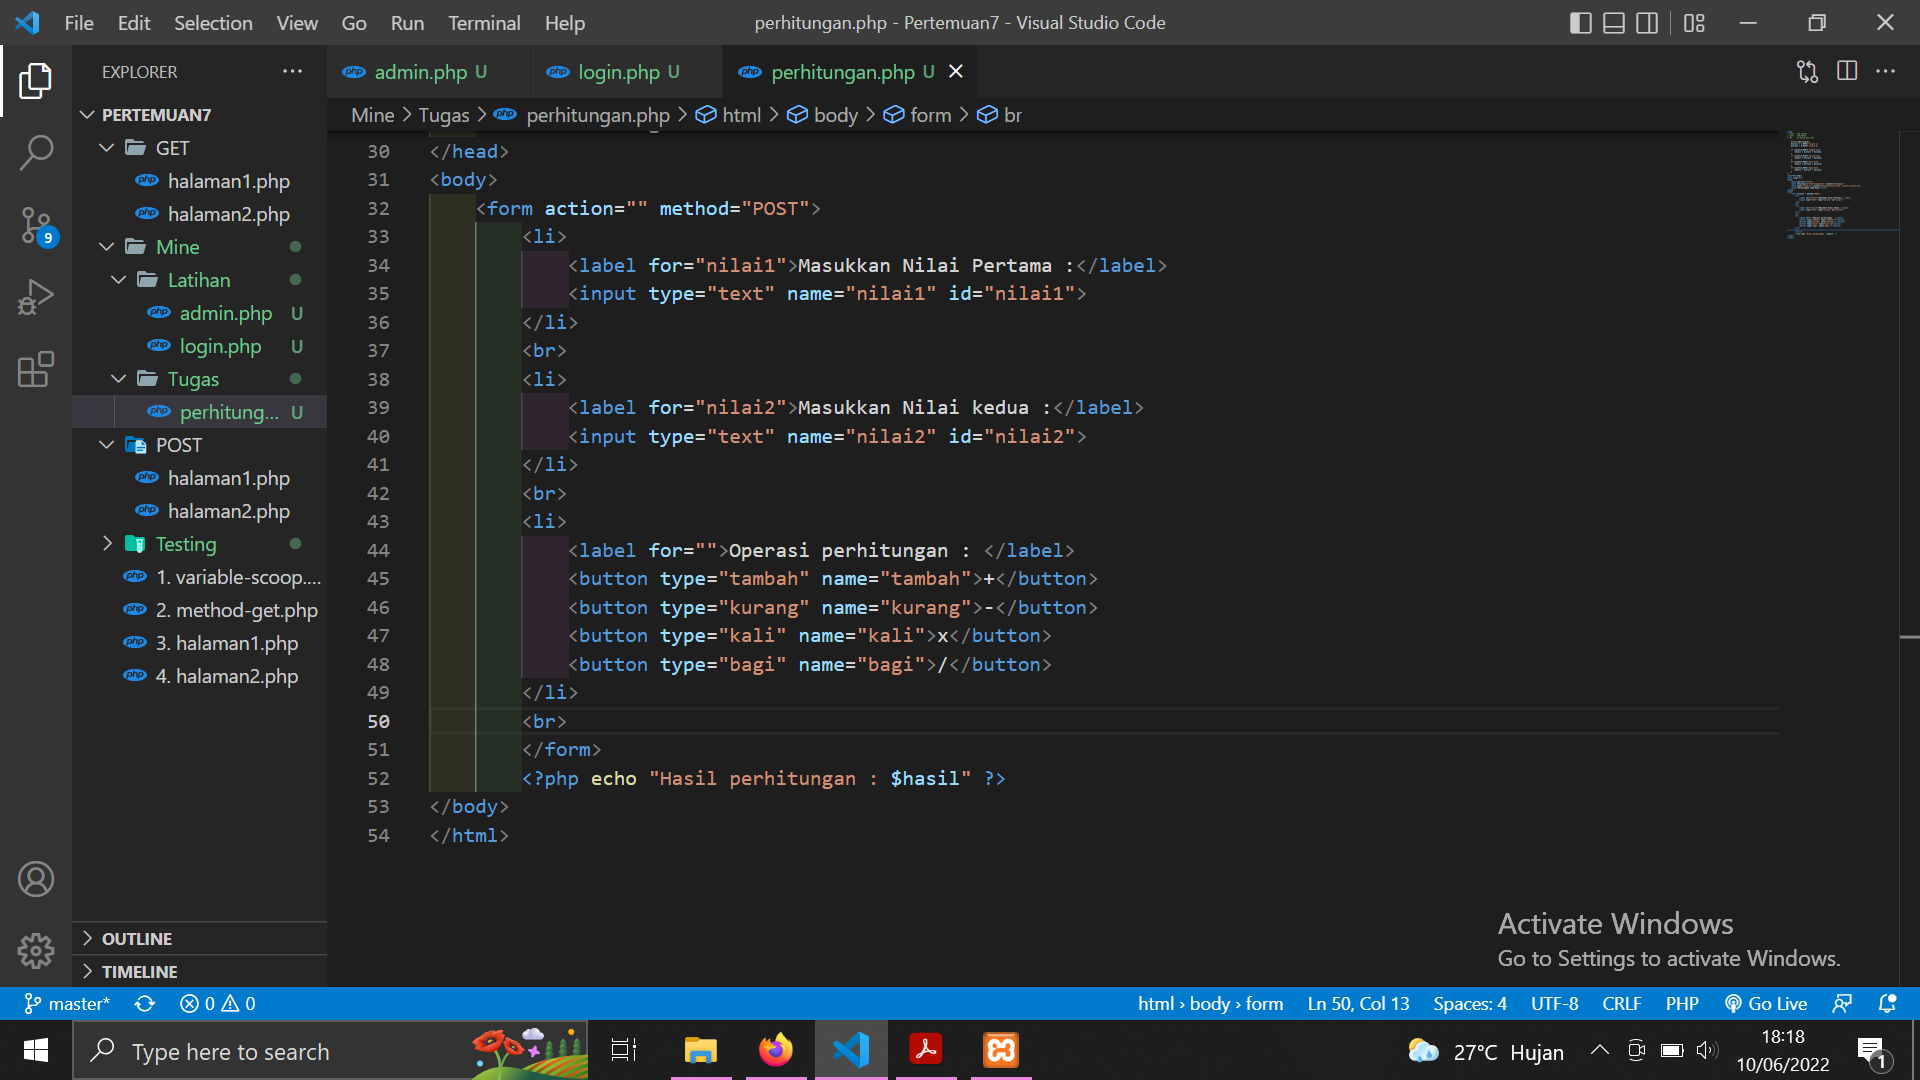 File Edit Selection View Go Run Terminal Help
perhitungan.php - Pertemuan7 - Visual Studio Code
EXPLORER
PERTEMUAN7
GET
halaman1.php
halaman2.php
Mine
Latihan
admin.php U
login.php U
Tugas
perhitung... U
POST
halaman1.php
halaman2.php
Testing
1. variable-scoop....
2. method-get.php
3. halaman1.php
4. halaman2.php
OUTLINE
TIMELINE
9
admin.php U login.php U perhitungan.php U
Mine > Tugas > perhitungan.php > html > body > form > br
30 </head>
31 <body>
32 <form action="" method="POST">
33 <li>
34 <label for="nilai1">Masukkan Nilai Pertama :</label>
35 <input type="text" name="nilai1" id="nilai1">
36 </li>
37 <br>
38 <li>
39 <label for="nilai2">Masukkan Nilai kedua :</label>
40 <input type="text" name="nilai2" id="nilai2">
41 </li>
42 <br>
43 <li>
44 <label for="">Operasi perhitungan : </label>
45 <button type="tambah" name="tambah">+</button>
46 <button type="kurang" name="kurang">-</button>
47 <button type="kali" name="kali">x</button>
48 <button type="bagi" name="bagi">/</button>
49 </li>
50 <br>
51 </form>
52 <?php echo "Hasil perhitungan : $hasil" ?>
53 </body>
54 </html>
Activate Windows
Go to Settings to activate Windows.
master* 0 0 html › body › form Ln 50, Col 13 Spaces: 4 UTF-8 CRLF PHP Go Live
Type here to search
27°C Hujan
18:18
10/06/2022
1